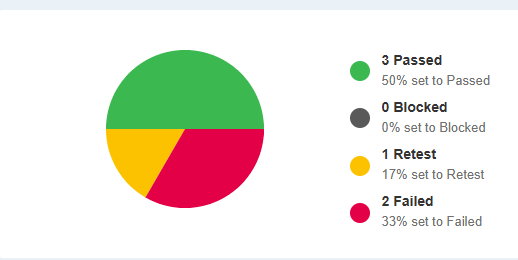 3 Passed
50% set to Passed
0 Blocked
0% set to Blocked
1 Retest
17% set to Retest
2 Failed
33% set to Failed